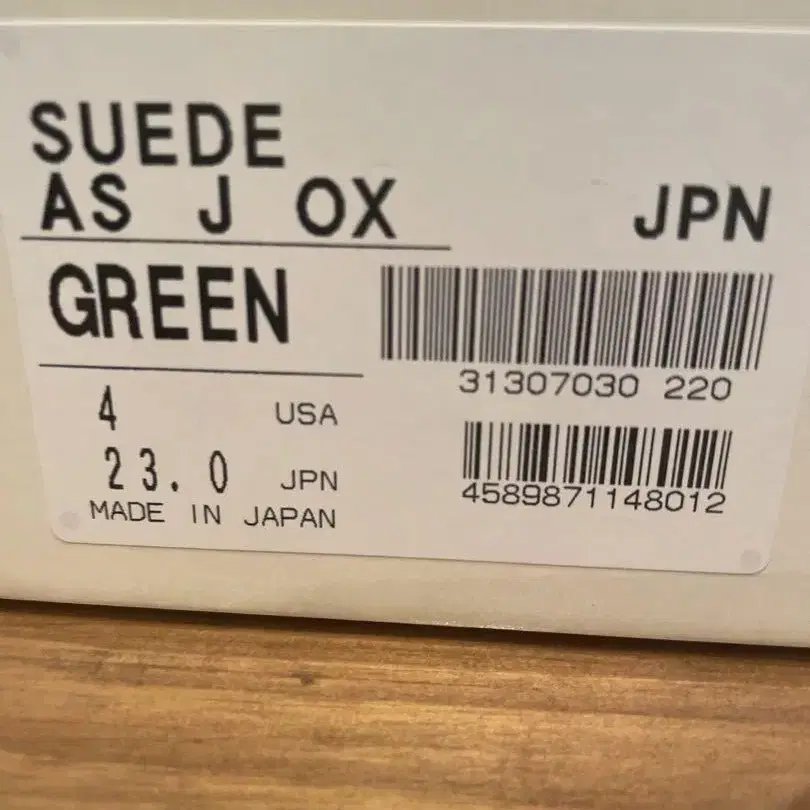 SUEDE
AS J OX
JPN
GREEN
31307030 220
4 USA
23.0 JPN
4589871148012
MADE IN JAPAN